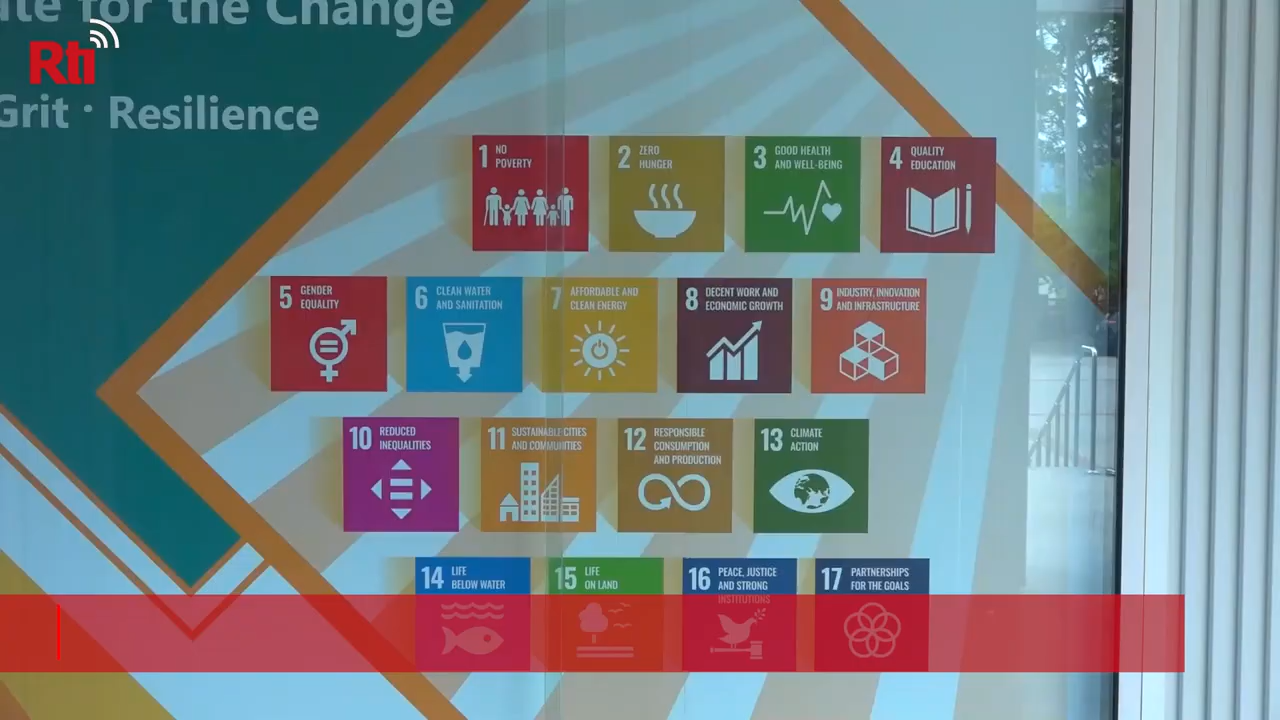 ate for the Change
Rti
Grit · Resilience
1 NO
POVERTY
2 ZERO
HUNGER
3 GOOD HEALTH
AND WELL-BEING
4 QUALITY
EDUCATION
5 GENDER
EQUALITY
6 CLEAN WATER
AND SANITATION
7 AFFORDABLE AND
CLEAN ENERGY
8 DECENT WORK AND
ECONOMIC GROWTH
9 INDUSTRY, INNOVATION
AND INFRASTRUCTURE
10 REDUCED
INEQUALITIES
11 SUSTAINABLE CITIES
AND COMMUNITIES
12 RESPONSIBLE
CONSUMPTION
AND PRODUCTION
13 CLIMATE
ACTION
14 LIFE
BELOW WATER
15 LIFE
ON LAND
16 PEACE, JUSTICE
AND STRONG
INSTITUTIONS
17 PARTNERSHIPS
FOR THE GOALS